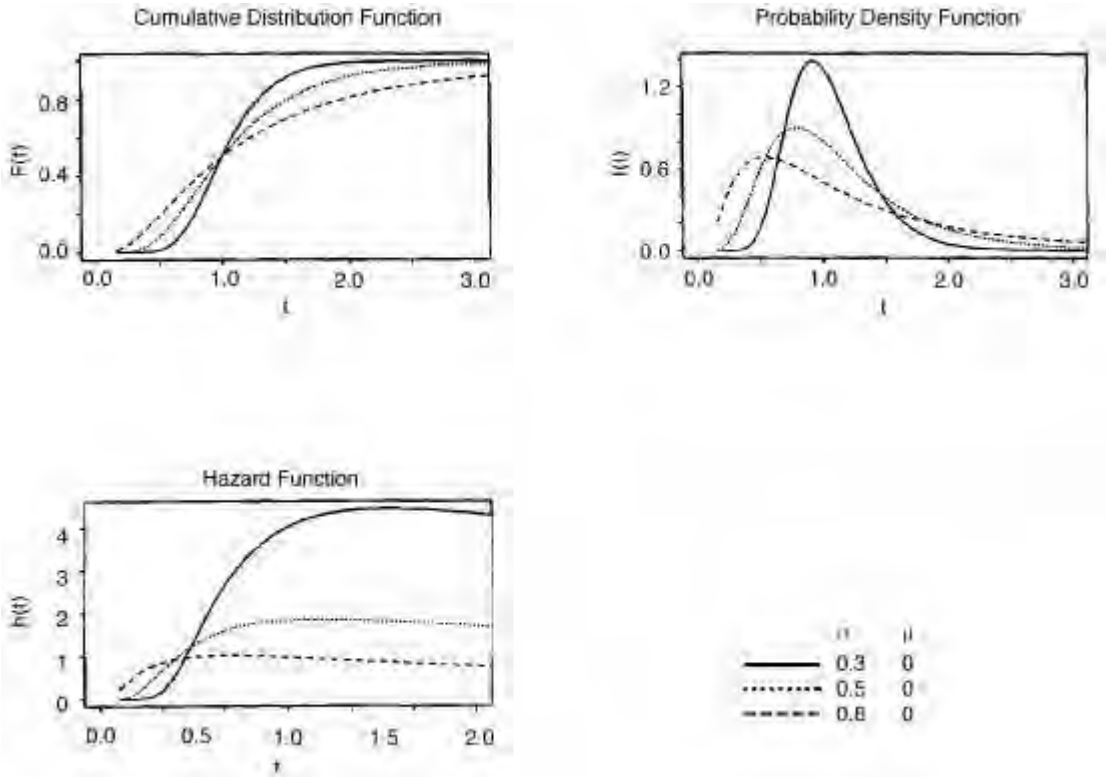 Cumulative Distribution Function
F(t)
0.8
0.4
0.0
0.0 1.0 2.0 3.0
Probability Density Function
1.2
0.6
0.0
0.0 1.0 2.0 3.0
t
Hazard Function
h(t)
4
3
2
1
0
0.0 0.5 1.0 1.5 2.0
μ
0.3 0
0.5 0
0